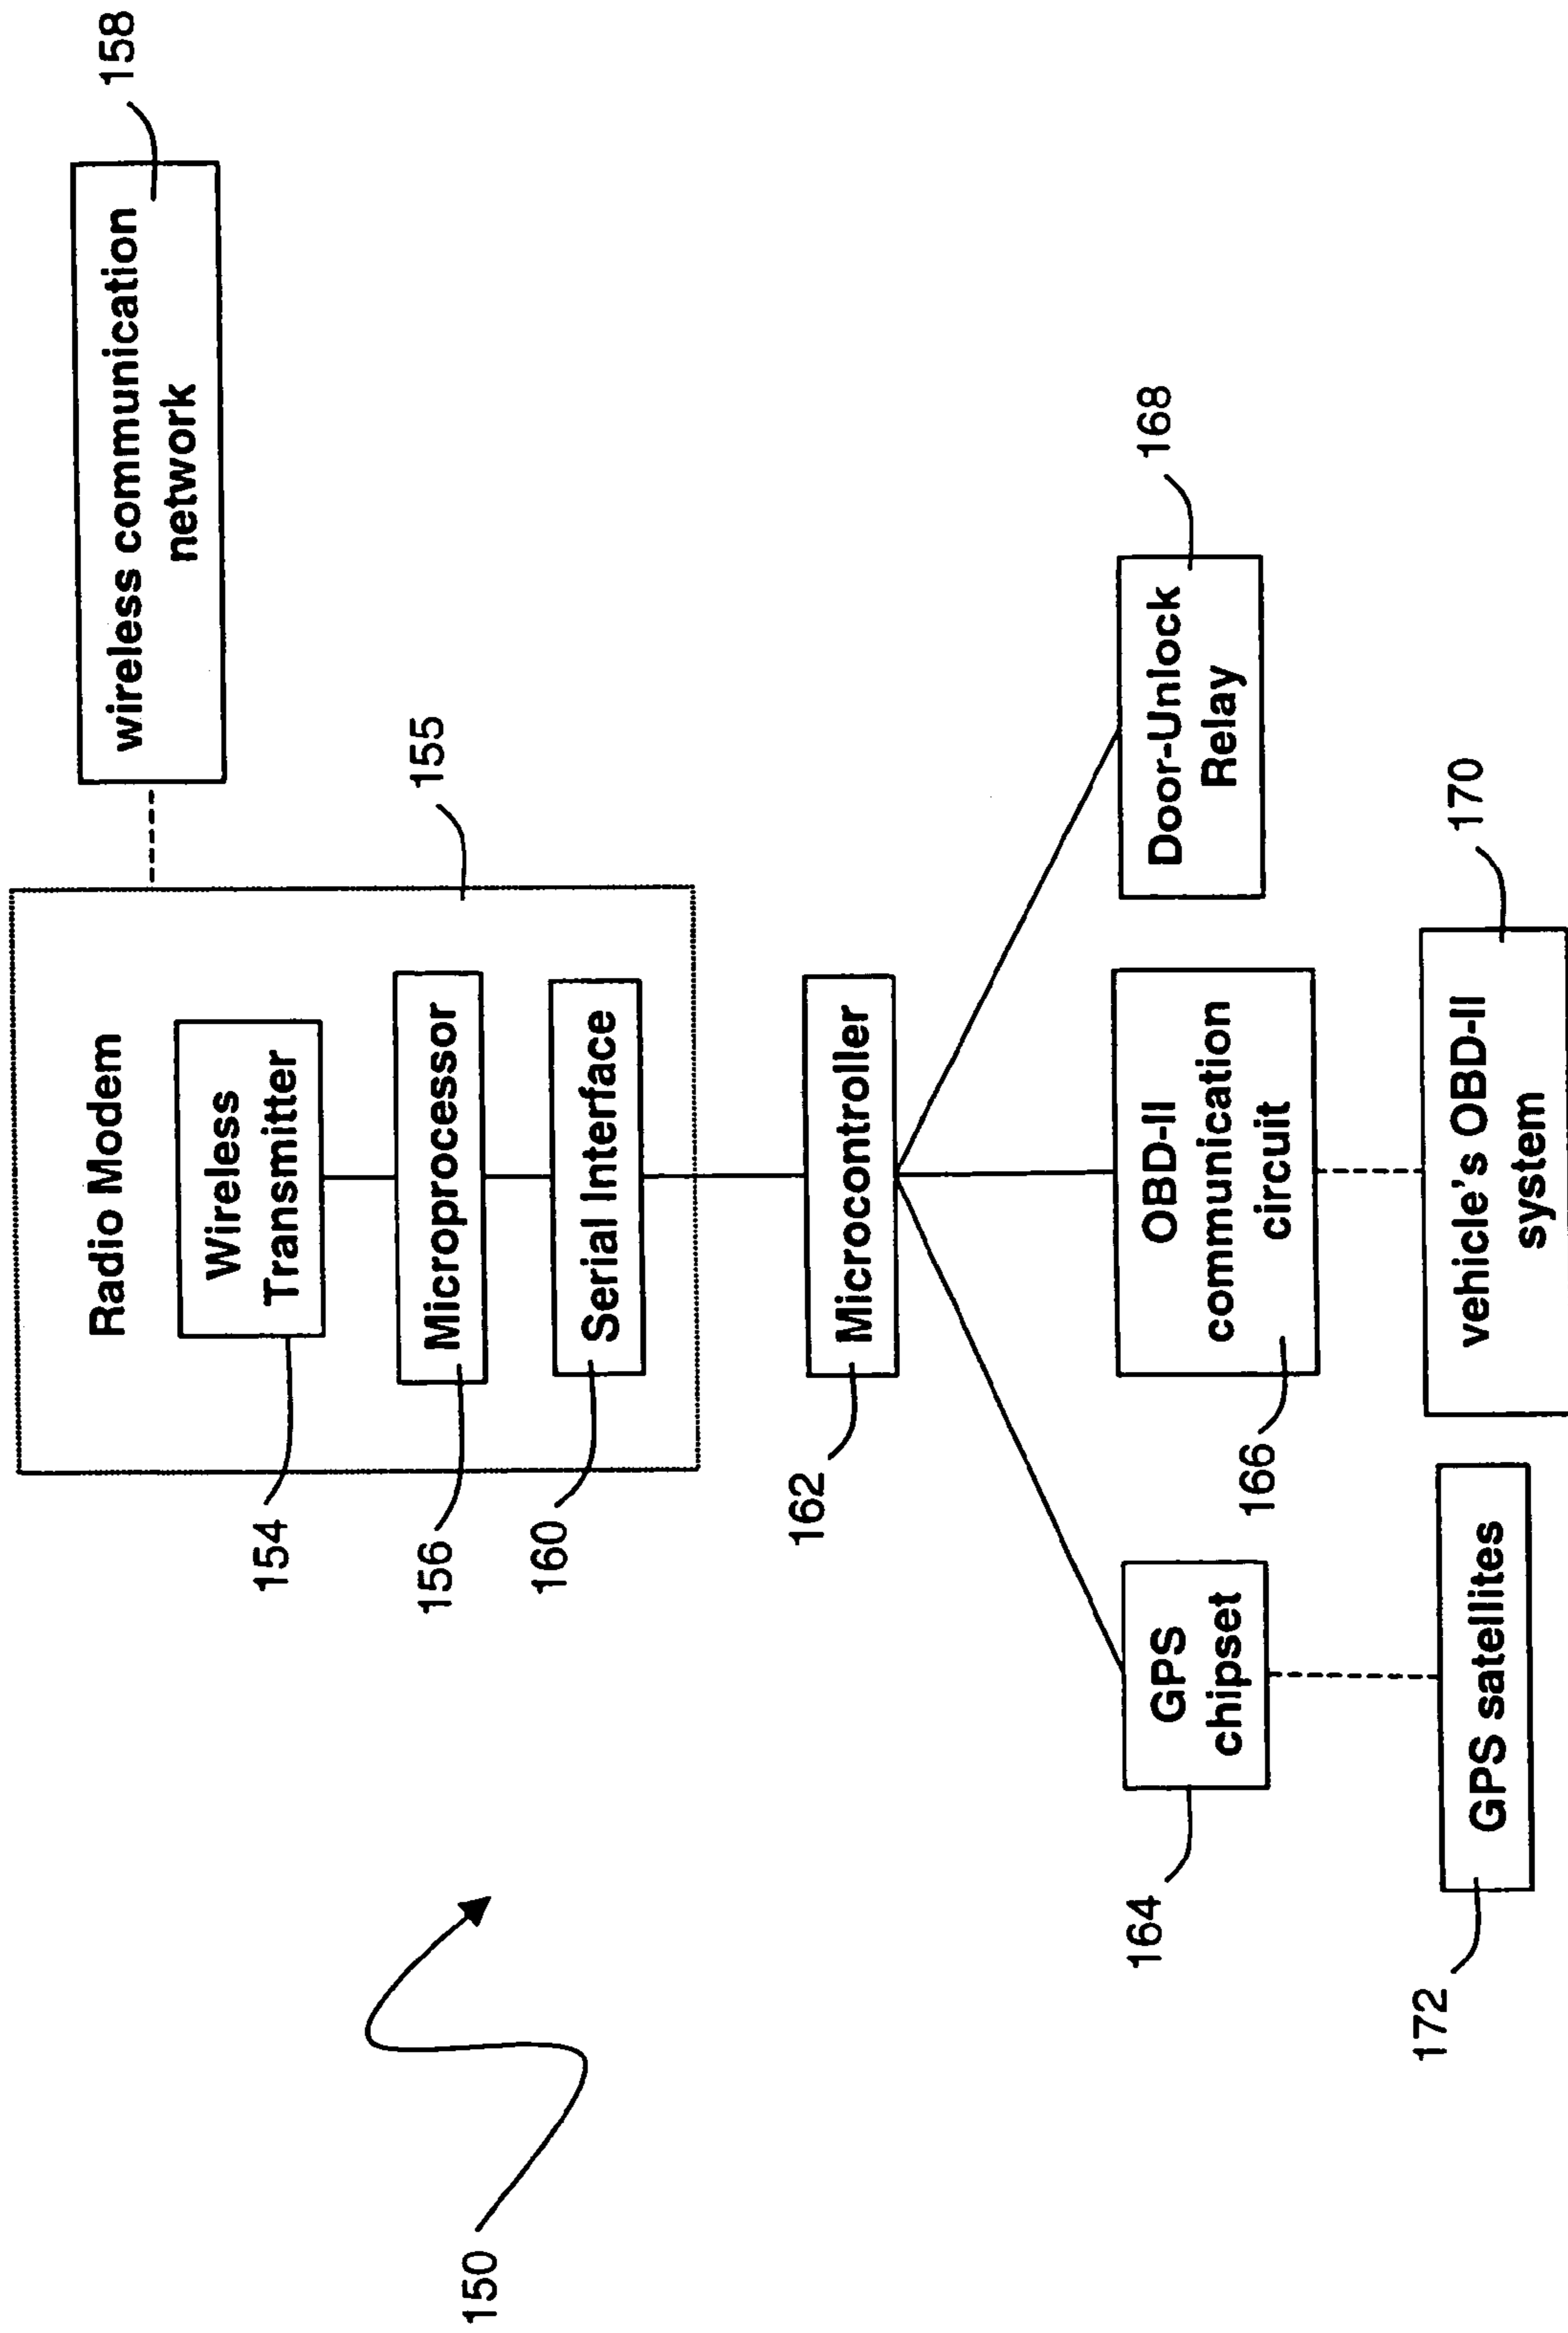 Radio Modem
wireless communication
network
158
Wireless
Transmitter
154
155
Microprocessor
156
Serial Interface
160
Microcontroller
162
GPS
chipset
164
OBD-II
communication
circuit
166
Door-Unlock
Relay
168
GPS satellites
172
vehicle's OBD-II
system
170
150